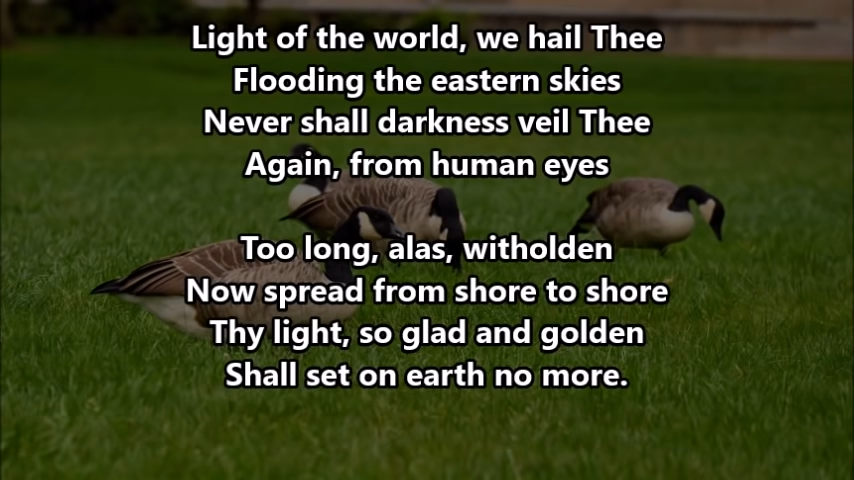 Light of the world, we hail Thee
Flooding the eastern skies
Never shall darkness veil Thee
Again, from human eyes
Too long, alas, witholden
Now spread from shore to shore
Thy light, so glad and golden
Shall set on earth no more.